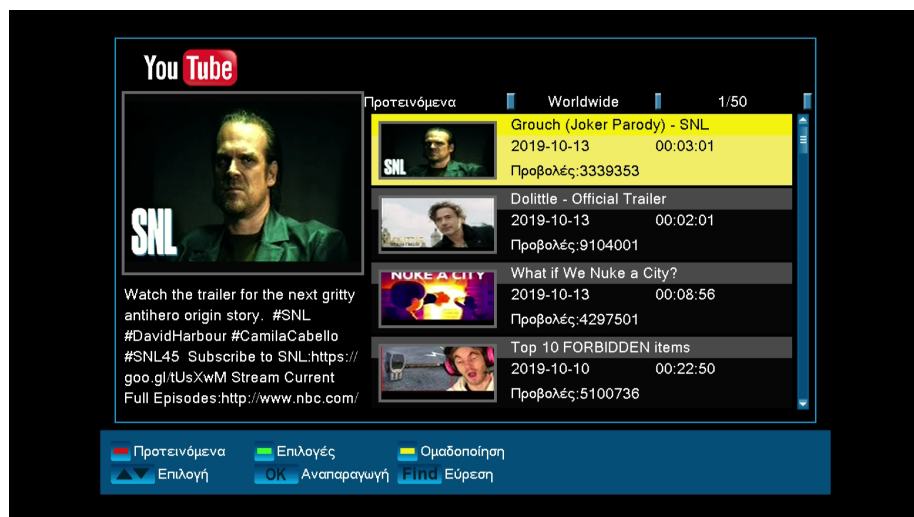 You Tube
Προτεινόμενα Worldwide 1/50
SNL
Watch the trailer for the next gritty
antihero origin story. #SNL
#DavidHarbour #CamilaCabello
#SNL45 Subscribe to SNL:https://
goo.gl/tUsXwM Stream Current
Full Episodes:http://www.nbc.com/
SNL
Grouch (Joker Parody) - SNL
2019-10-13 00:03:01
Προβολές:3339353
Dolittle - Official Trailer
2019-10-13 00:02:01
Προβολές:9104001
NUKE A CITY
What if We Nuke a City?
2019-10-13 00:08:56
Προβολές:4297501
Top 10 FORBIDDEN items
2019-10-10 00:22:50
Προβολές:5100736
Προτεινόμενα Επιλογές Ομαδοποίηση
Επιλογή OK Αναπαραγωγή Find Εύρεση